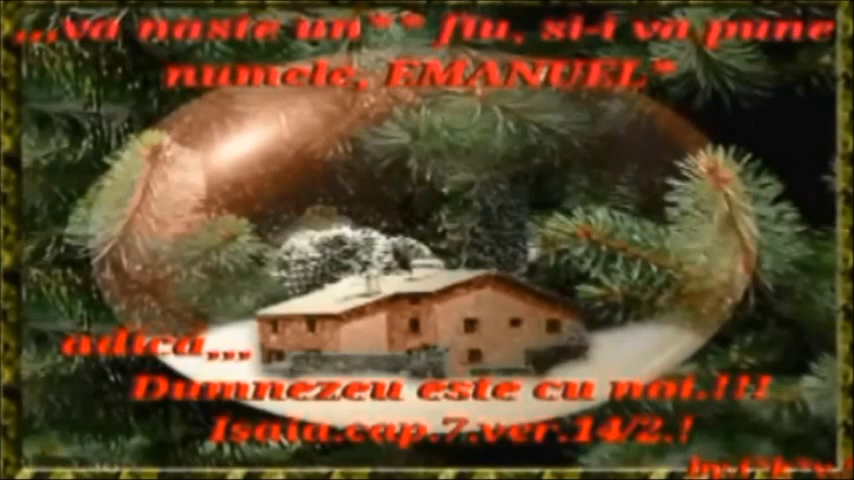 ,,,va naste un** fiu, si-i va pune
numele, EMANUEL*
adică,,,
Dumnezeu este cu noi.!!!
Isaia.cap.7.ver.14/2.!